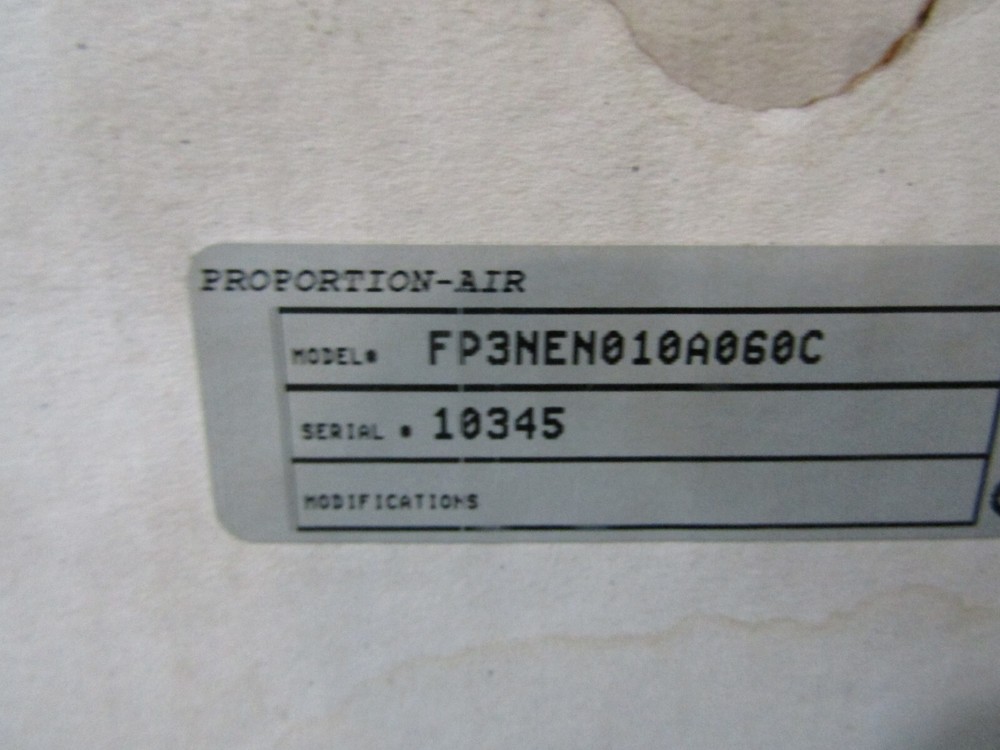 PROPORTION-AIR
MODEL# FP3NEN010A060C
SERIAL # 10345
MODIFICATIONS